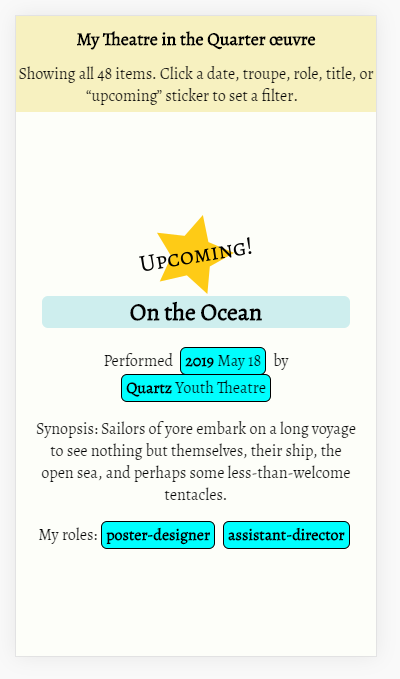 My Theatre in the Quarter œuvre
Showing all 48 items. Click a date, troupe, role, title, or
“upcoming” sticker to set a filter.
Upcoming!
On the Ocean
Performed 2019 May 18 by
Quartz Youth Theatre
Synopsis: Sailors of yore embark on a long voyage
to see nothing but themselves, their ship, the
open sea, and perhaps some less-than-welcome
tentacles.
My roles: poster-designer assistant-director